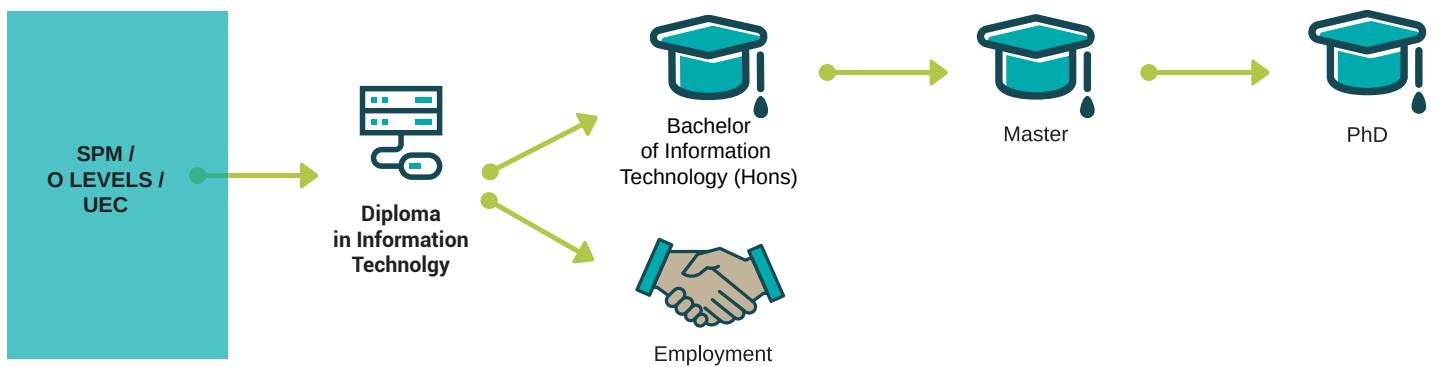 SPM /
O LEVELS /
UEC
Diploma
in Information
Technolgy
Bachelor
of Information
Technology (Hons)
Employment
Master
PhD